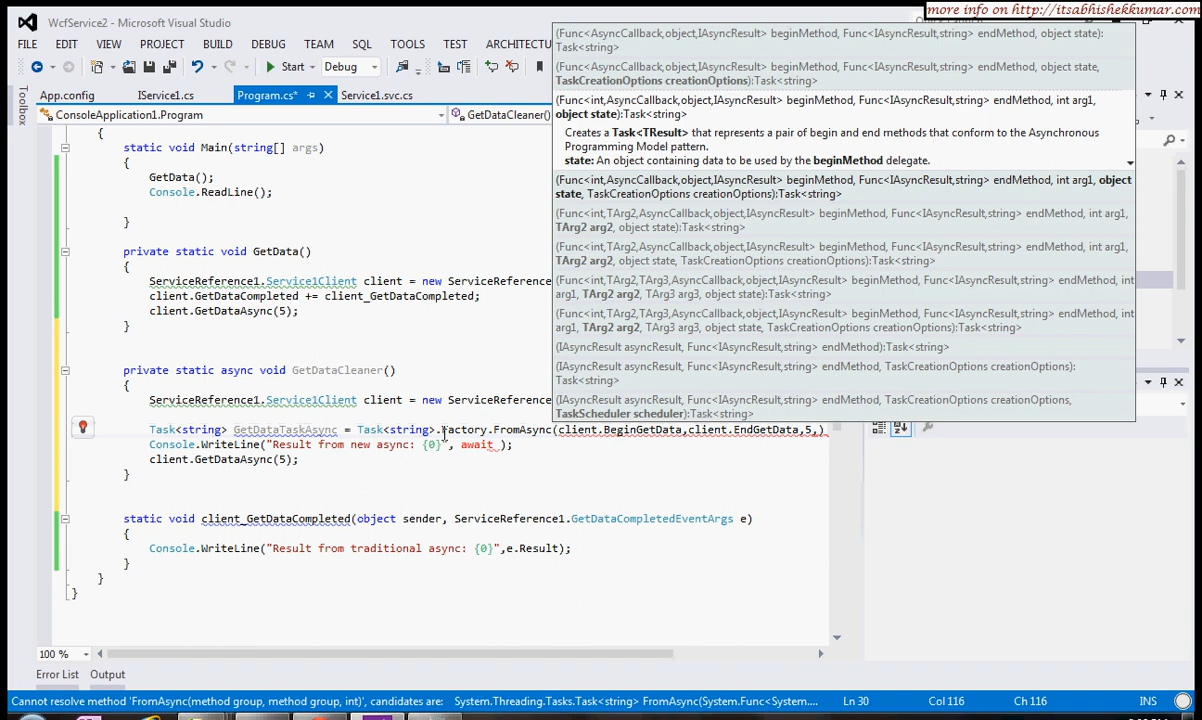 more info on http://itsabhishekkumar.com
WcfService2 - Microsoft Visual Studio
FILE EDIT VIEW PROJECT BUILD DEBUG TEAM SQL TOOLS TEST ARCHITECTU
Start Debug
Toolbox
App.config IService1.cs Program.cs* Service1.svc.cs
ConsoleApplication1.Program GetDataCleaner()
(Func<AsyncCallback,object,IAsyncResult> beginMethod, Func<IAsyncResult,string> endMethod, object state):
Task<string>
(Func<AsyncCallback,object,IAsyncResult> beginMethod, Func<IAsyncResult,string> endMethod, object state,
TaskCreationOptions creationOptions):Task<string>
(Func<int,AsyncCallback,object,IAsyncResult> beginMethod, Func<IAsyncResult,string> endMethod, int arg1,
object state):Task<string>
Creates a Task<TResult> that represents a pair of begin and end methods that conform to the Asynchronous
Programming Model pattern.
state: An object containing data to be used by the beginMethod delegate.
(Func<int,AsyncCallback,object,IAsyncResult> beginMethod, Func<IAsyncResult,string> endMethod, int arg1, object
state, TaskCreationOptions creationOptions):Task<string>
(Func<int,TArg2,AsyncCallback,object,IAsyncResult> beginMethod, Func<IAsyncResult,string> endMethod, int arg1,
TArg2 arg2, object state):Task<string>
(Func<int,TArg2,AsyncCallback,object,IAsyncResult> beginMethod, Func<IAsyncResult,string> endMethod, int arg1,
TArg2 arg2, object state, TaskCreationOptions creationOptions):Task<string>
(Func<int,TArg2,TArg3,AsyncCallback,object,IAsyncResult> beginMethod, Func<IAsyncResult,string> endMethod, int
arg1, TArg2 arg2, TArg3 arg3, object state):Task<string>
(Func<int,TArg2,TArg3,AsyncCallback,object,IAsyncResult> beginMethod, Func<IAsyncResult,string> endMethod, int
arg1, TArg2 arg2, TArg3 arg3, object state, TaskCreationOptions creationOptions):Task<string>
(IAsyncResult asyncResult, Func<IAsyncResult,string> endMethod):Task<string>
(IAsyncResult asyncResult, Func<IAsyncResult,string> endMethod, TaskCreationOptions creationOptions):
Task<string>
(IAsyncResult asyncResult, Func<IAsyncResult,string> endMethod, TaskCreationOptions creationOptions,
TaskScheduler scheduler):Task<string>
{
static void Main(string[] args)
{
GetData();
Console.ReadLine();
}
private static void GetData()
{
ServiceReference1.Service1Client client = new ServiceReference
client.GetDataCompleted += client_GetDataCompleted;
client.GetDataAsync(5);
}
private static async void GetDataCleaner()
{
ServiceReference1.Service1Client client = new ServiceReference
Task<string> GetDataTaskAsync = Task<string>.Factory.FromAsync(client.BeginGetData,client.EndGetData,5,)
Console.WriteLine("Result from new async: {0}", await );
client.GetDataAsync(5);
}
static void client_GetDataCompleted(object sender, ServiceReference1.GetDataCompletedEventArgs e)
{
Console.WriteLine("Result from traditional async: {0}",e.Result);
}
}
}
100 %
Error List Output
Cannot resolve method 'FromAsync(method group, method group, int)', candidates are: System.Threading.Tasks.Task<string> FromAsync(System.Func<System.... Ln 30 Col 116 Ch 116 INS